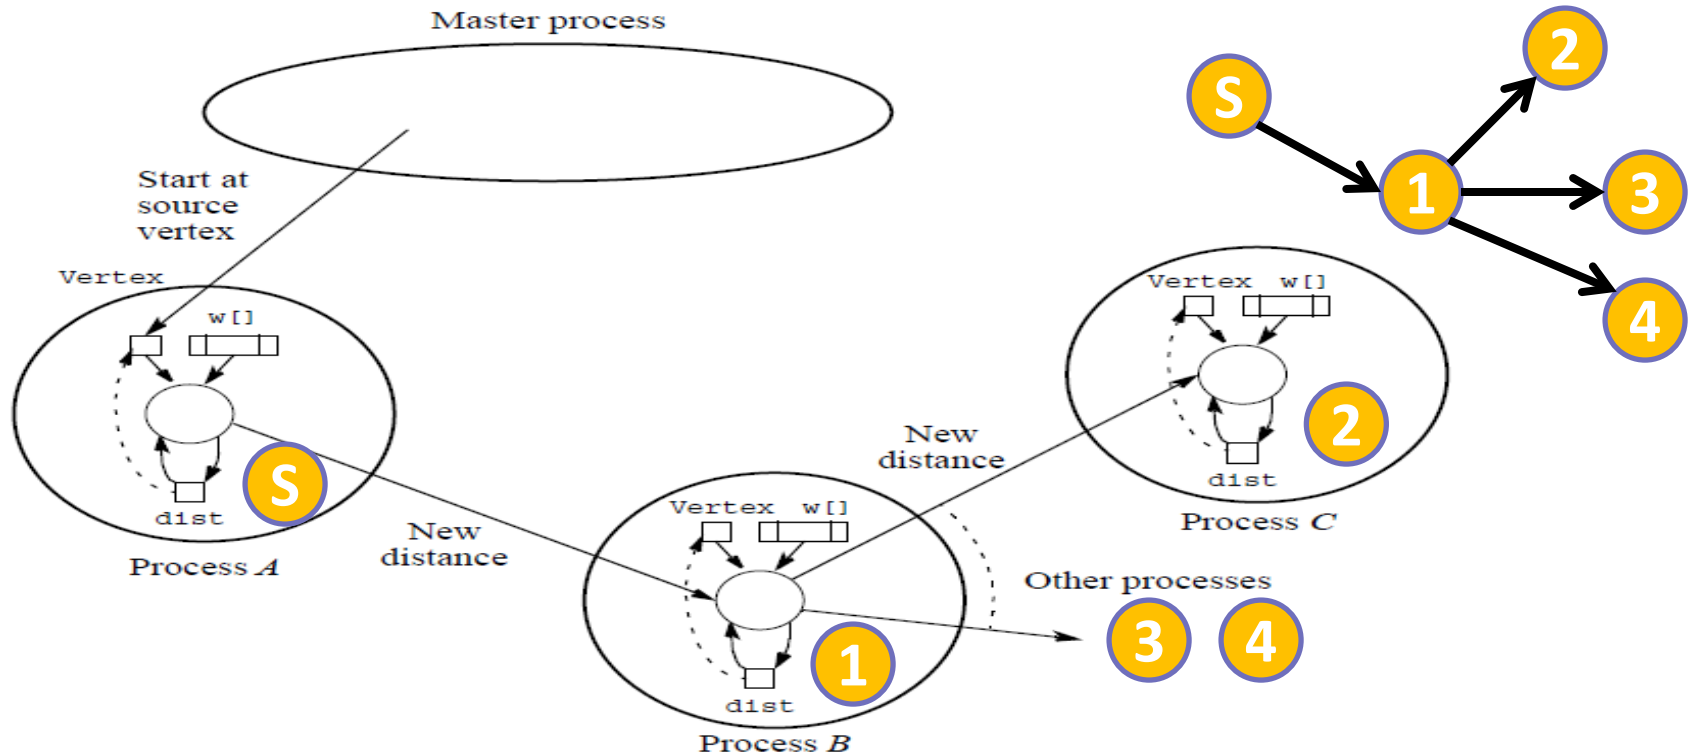 Master process
Start at
source
vertex
Vertex
w[]
S
dist
Process A
New
distance
Vertex w[]
1
dist
Process B
New
distance
Vertex w[]
2
dist
Process C
Other processes
3 4
S
2
1
3
4